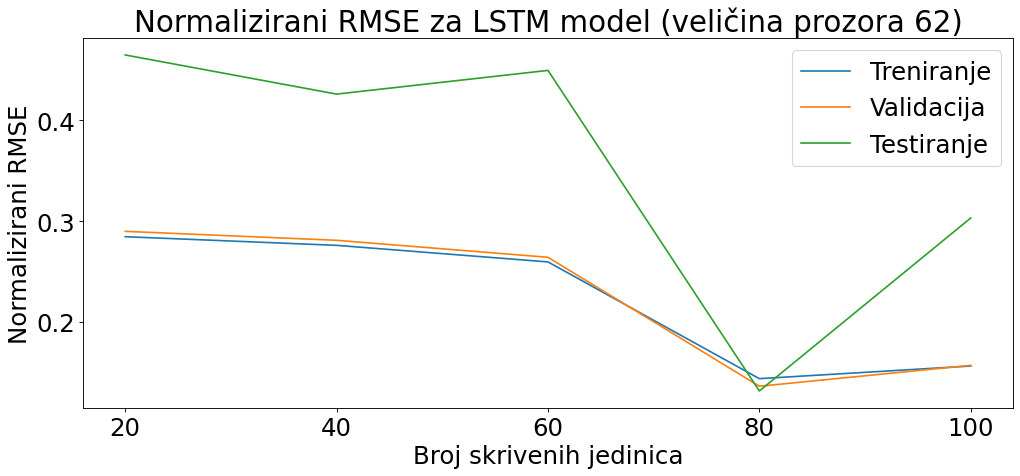 Normalizirani RMSE za LSTM model (veličina prozora 62)
Normalizirani RMSE
0.4
0.3
0.2
Treniranje
Validacija
Testiranje
20 40 60 80 100
Broj skrivenih jedinica